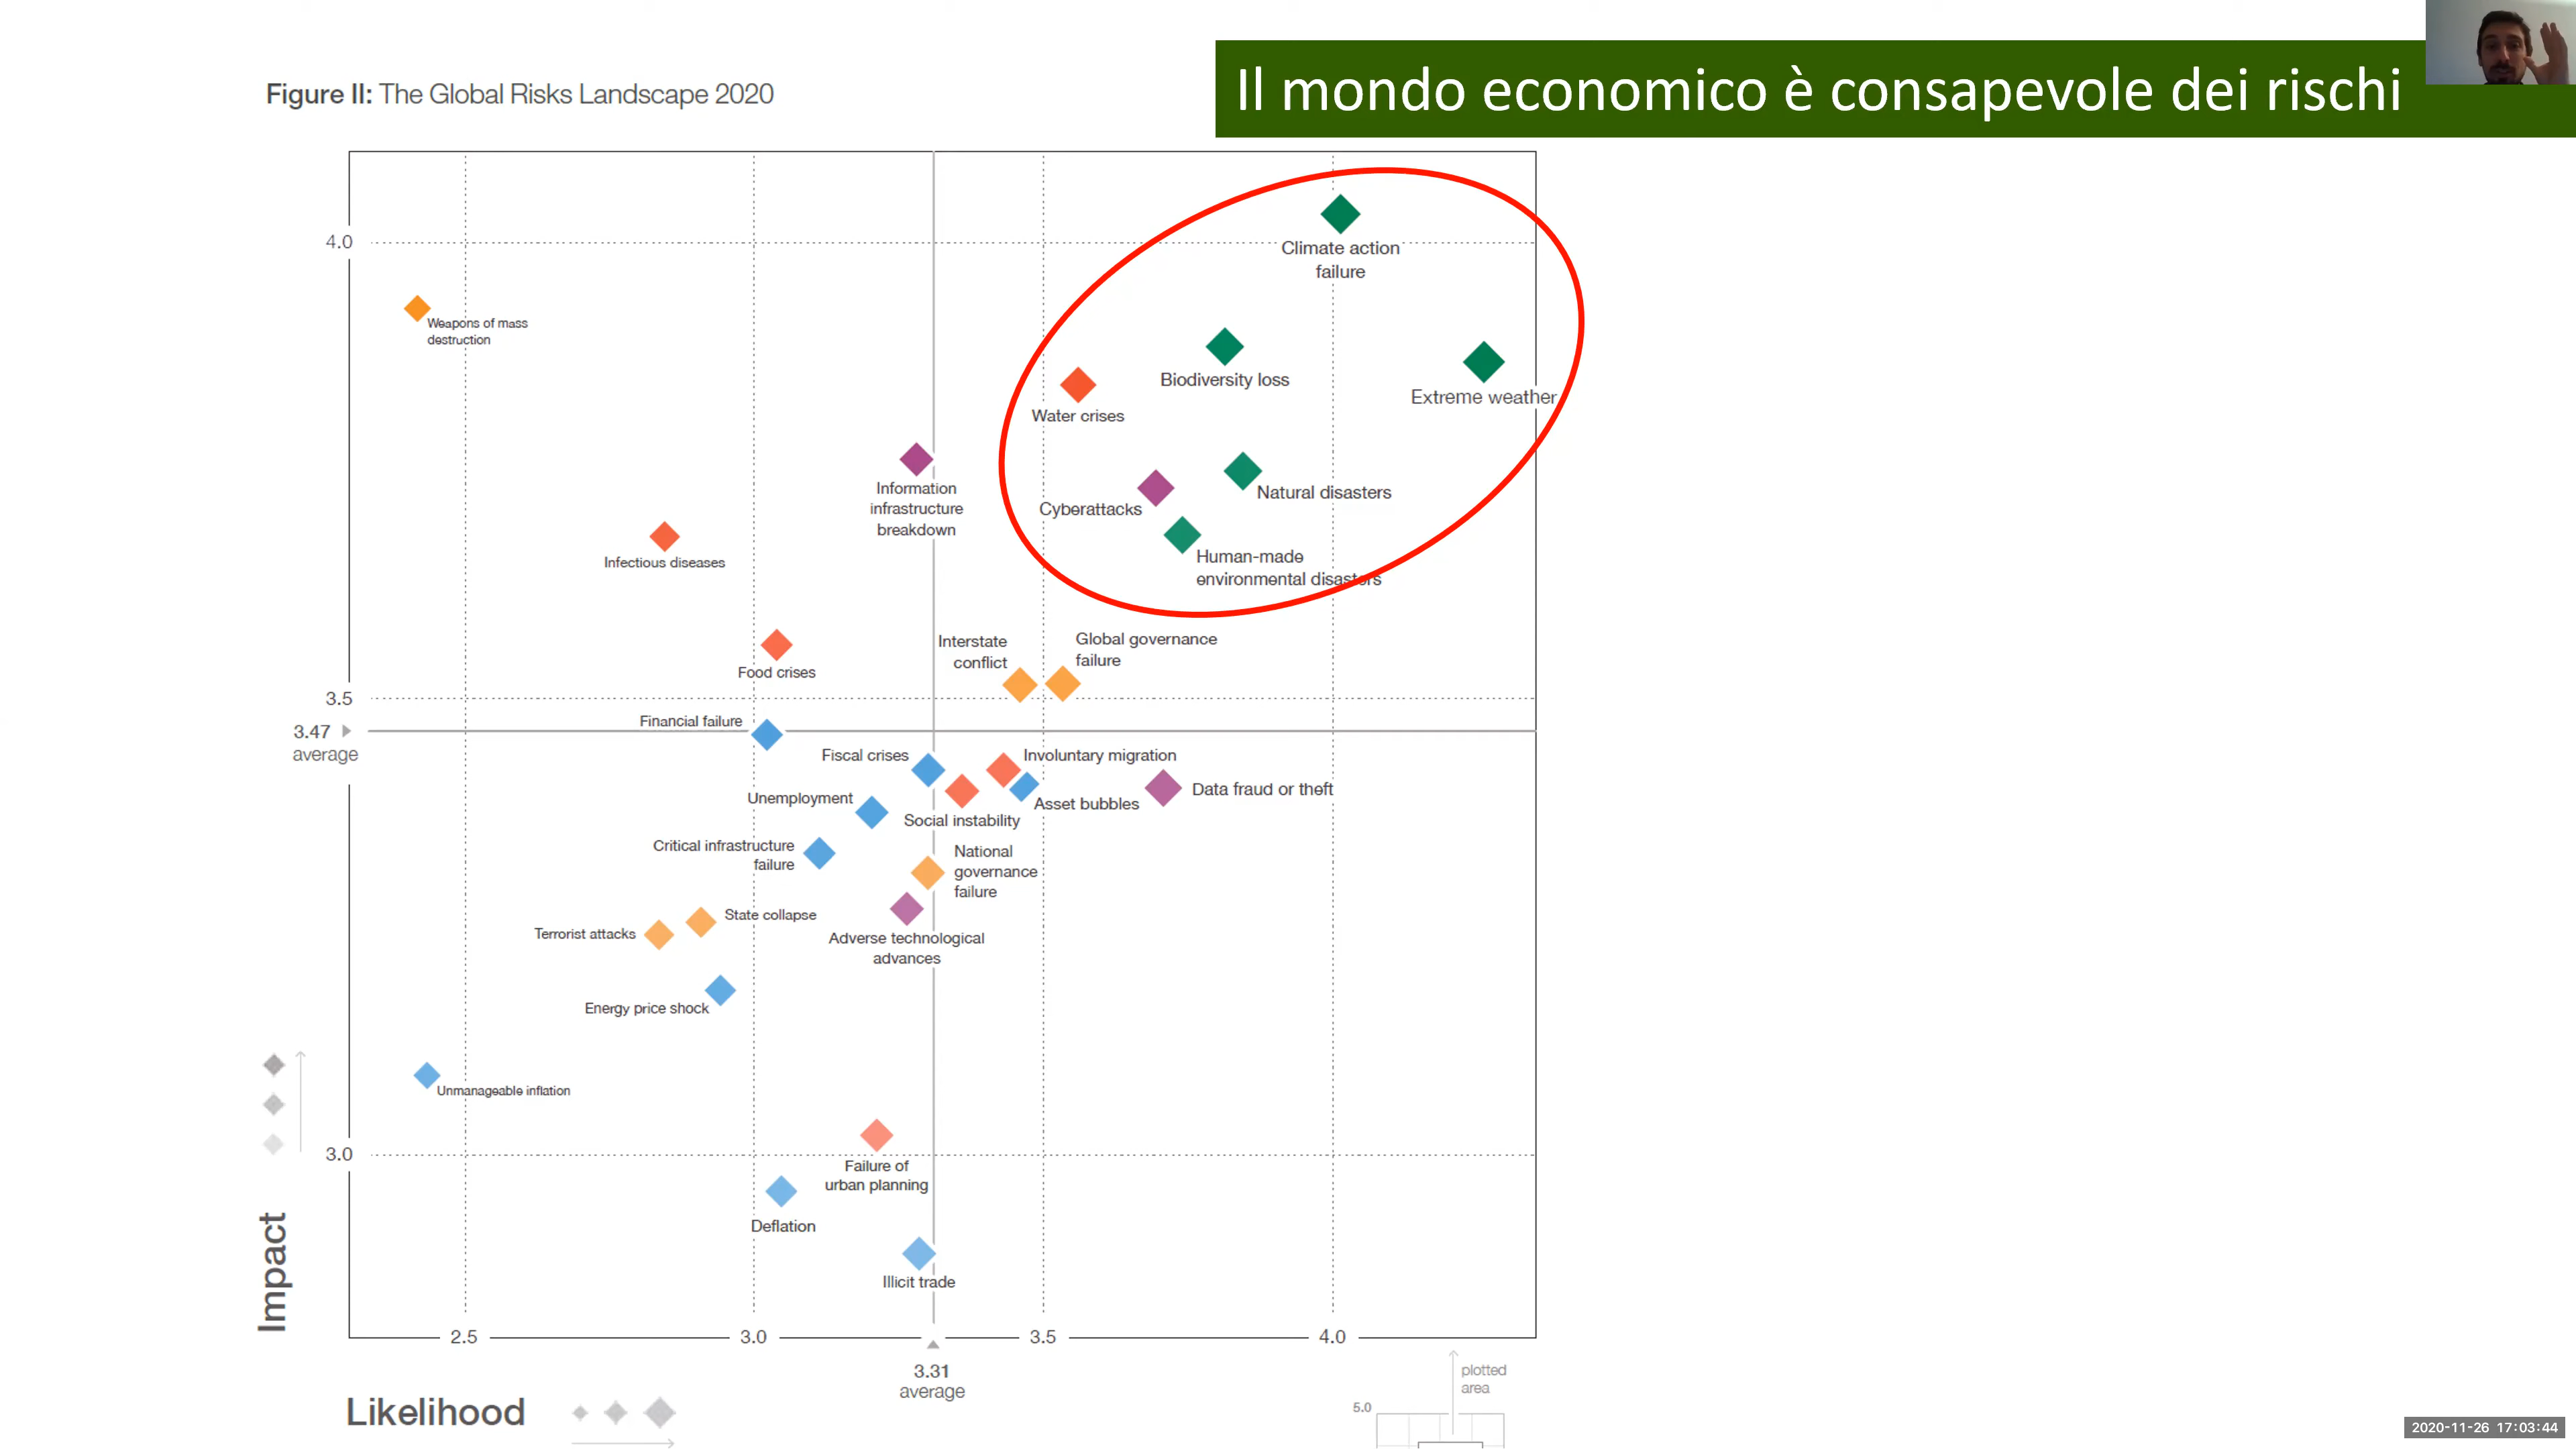 Il mondo economico è consapevole dei rischi
Figure II: The Global Risks Landscape 2020
4.0
Climate action
failure
Weapons of mass
destruction
Biodiversity loss
Extreme weather
Water crises
Information
infrastructure
breakdown
Natural disasters
Cyberattacks
Human-made
environmental disasters
Infectious diseases
Food crises
Interstate
conflict
Global governance
failure
3.5
3.47
average
Financial failure
Fiscal crises
Involuntary migration
Unemployment
Asset bubbles
Data fraud or theft
Social instability
Critical infrastructure
failure
National
governance
failure
State collapse
Terrorist attacks
Adverse technological
advances
Energy price shock
Unmanageable inflation
3.0
Failure of
urban planning
Deflation
Illicit trade
Impact
2.5
3.0
3.5
4.0
3.31
average
Likelihood
plotted
area
5.0
2020-11-26 17:03:44